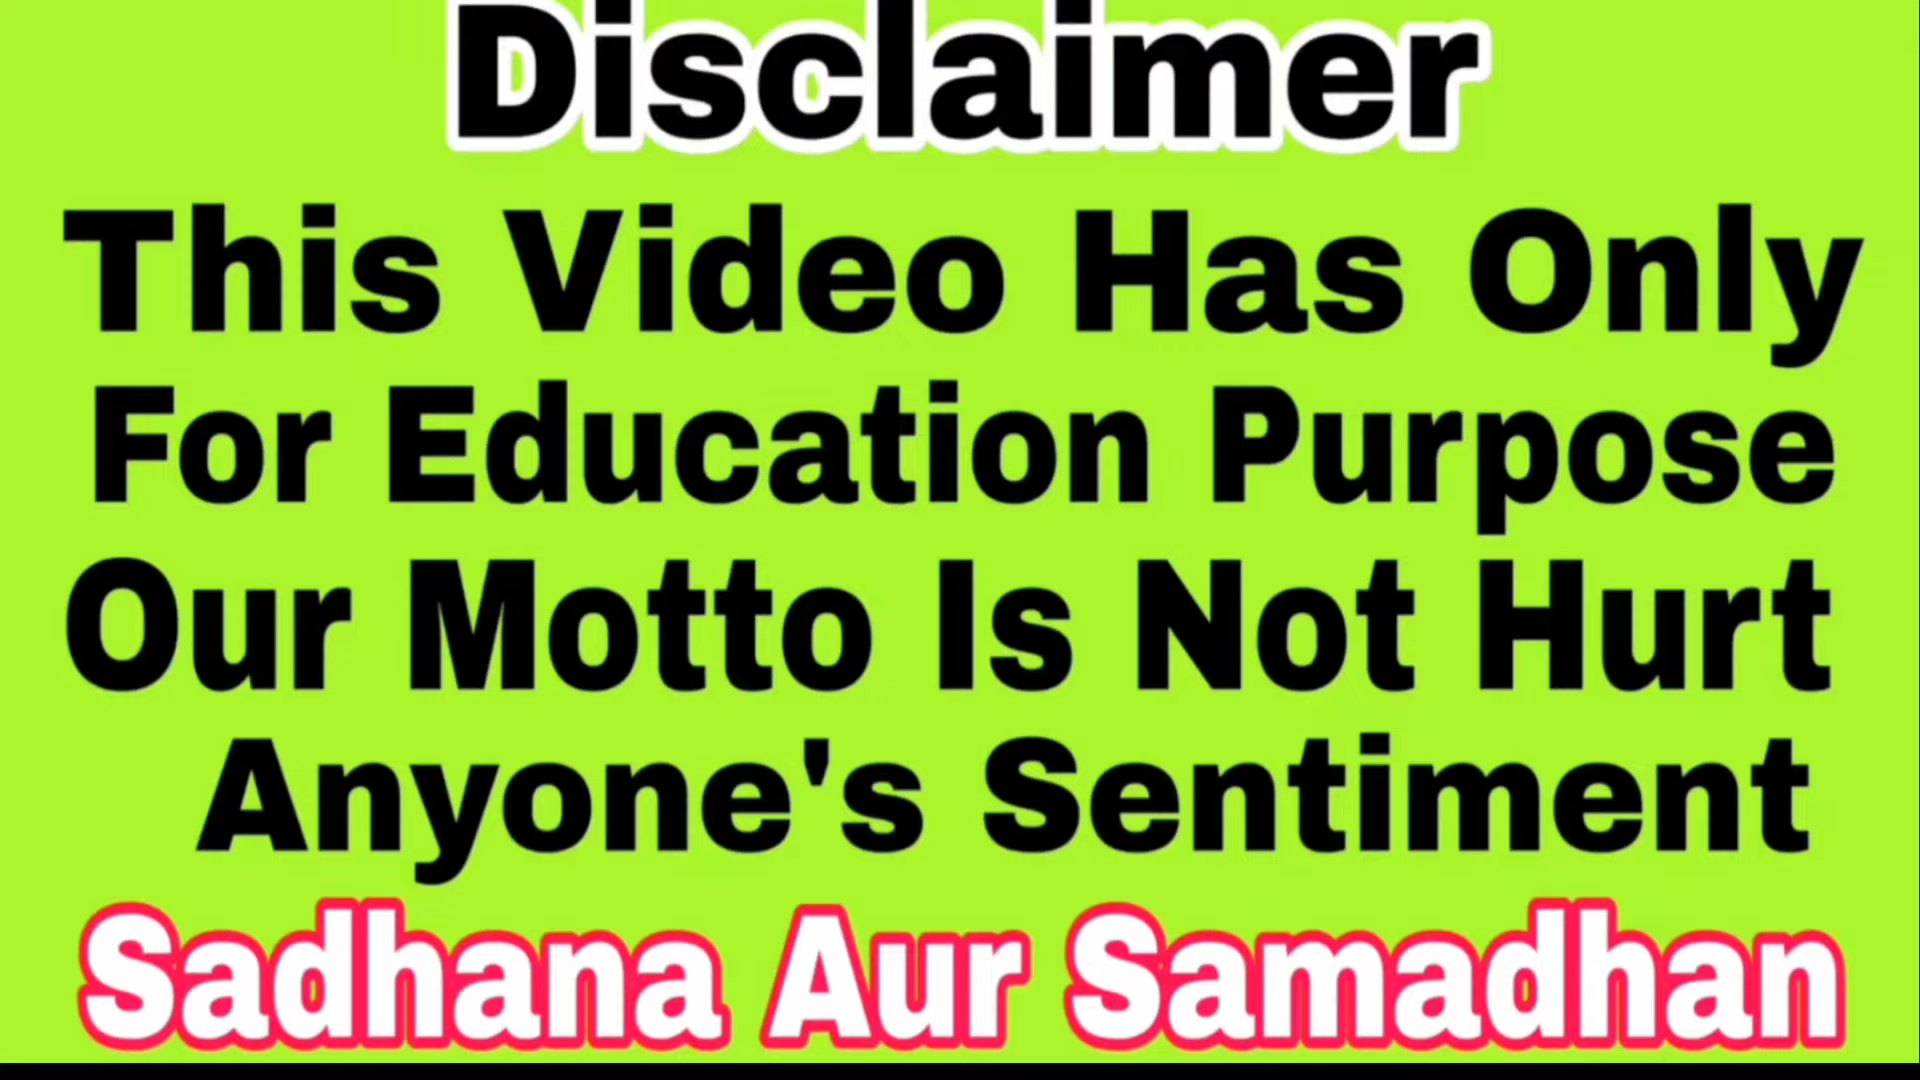 Disclaimer
This Video Has Only
For Education Purpose
Our Motto Is Not Hurt
Anyone's Sentiment
Sadhana Aur Samadhan